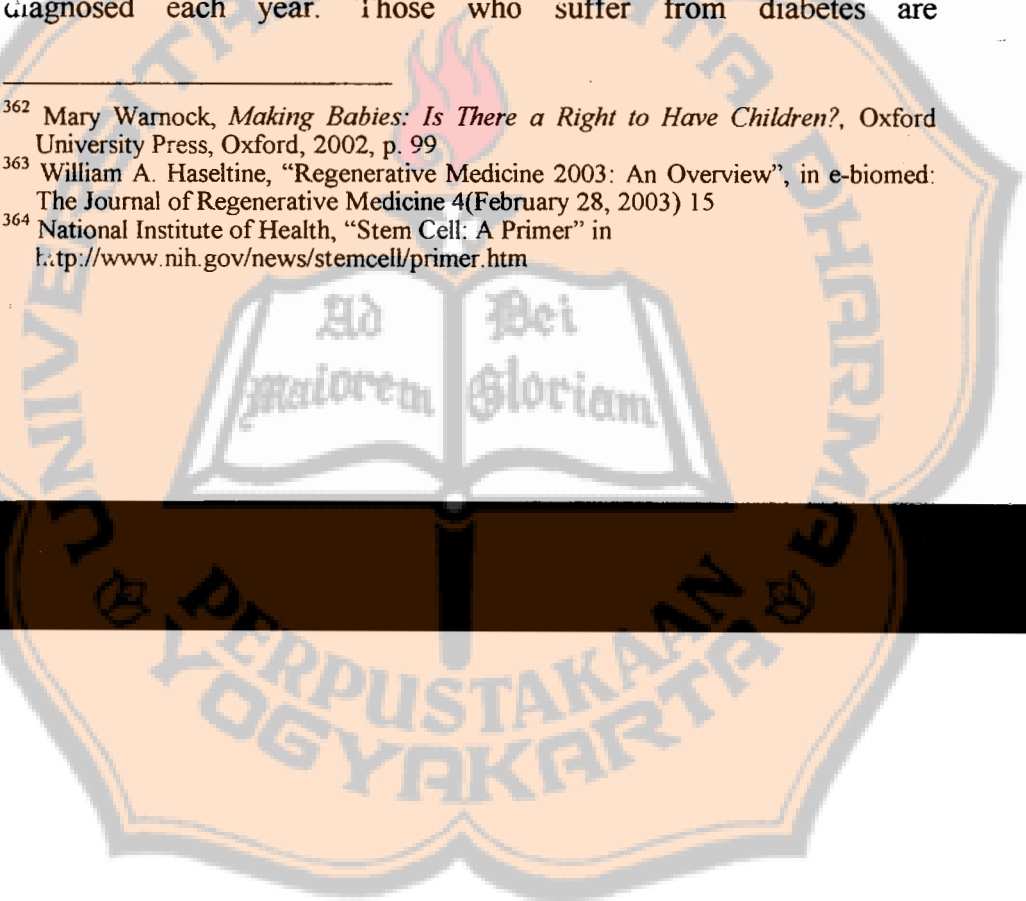 diagnosed each year. Those who suffer from diabetes are
362 Mary Warnock, Making Babies: Is There a Right to Have Children?, Oxford
University Press, Oxford, 2002, p. 99
363 William A. Haseltine, “Regenerative Medicine 2003: An Overview”, in e-biomed:
The Journal of Regenerative Medicine 4(February 28, 2003) 15
364 National Institute of Health, “Stem Cell: A Primer” in
http://www.nih.gov/news/stemcell/primer.htm
Ad Dei
maiorem Gloriam
DHARMA
PERPUSTAKAAN
YOGYAKARTA